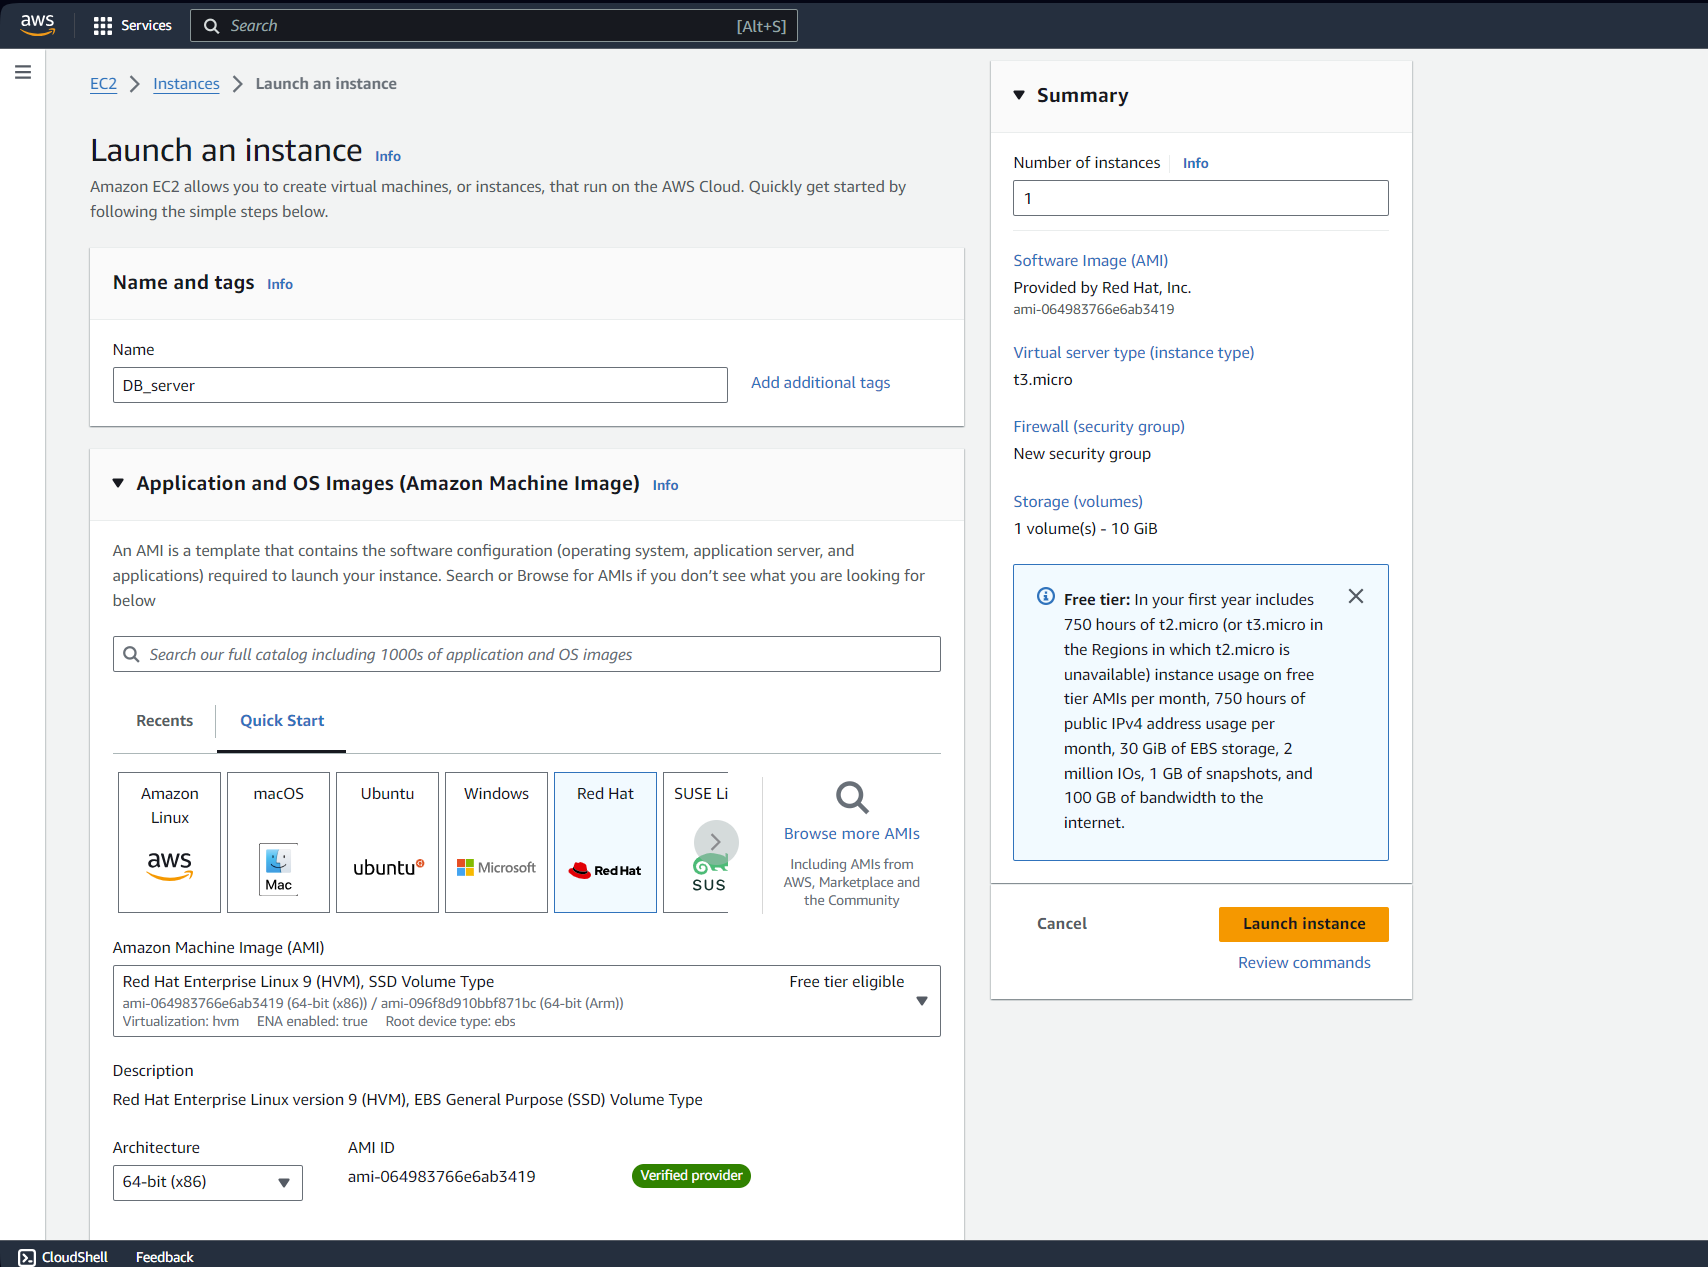 aws
Services
Search
[Alt+S]
EC2
Instances
Launch an instance
Launch an instance
Info
Amazon EC2 allows you to create virtual machines, or instances, that run on the AWS Cloud. Quickly get started by
following the simple steps below.
Name and tags
Info
Name
DB_server
Add additional tags
Application and OS Images (Amazon Machine Image)
Info
An AMI is a template that contains the software configuration (operating system, application server, and
applications) required to launch your instance. Search or Browse for AMIs if you don’t see what you are looking for
below
Search our full catalog including 1000s of application and OS images
Recents
Quick Start
Amazon
Linux
aws
macOS
Mac
Ubuntu
ubuntu
Windows
Microsoft
Red Hat
Red Hat
SUSE Li
SUS
Browse more AMIs
Including AMIs from
AWS, Marketplace and
the Community
Amazon Machine Image (AMI)
Red Hat Enterprise Linux 9 (HVM), SSD Volume Type
Free tier eligible
ami-064983766e6ab3419 (64-bit (x86)) / ami-096f8d910bbf871bc (64-bit (Arm))
Virtualization: hvm
ENA enabled: true
Root device type: ebs
Description
Red Hat Enterprise Linux version 9 (HVM), EBS General Purpose (SSD) Volume Type
Architecture
64-bit (x86)
AMI ID
ami-064983766e6ab3419
Verified provider
Summary
Number of instances
Info
1
Software Image (AMI)
Provided by Red Hat, Inc.
ami-064983766e6ab3419
Virtual server type (instance type)
t3.micro
Firewall (security group)
New security group
Storage (volumes)
1 volume(s) - 10 GiB
Free tier: In your first year includes
750 hours of t2.micro (or t3.micro in
the Regions in which t2.micro is
unavailable) instance usage on free
tier AMIs per month, 750 hours of
public IPv4 address usage per
month, 30 GiB of EBS storage, 2
million IOs, 1 GB of snapshots, and
100 GB of bandwidth to the
internet.
Cancel
Launch instance
Review commands
CloudShell
Feedback